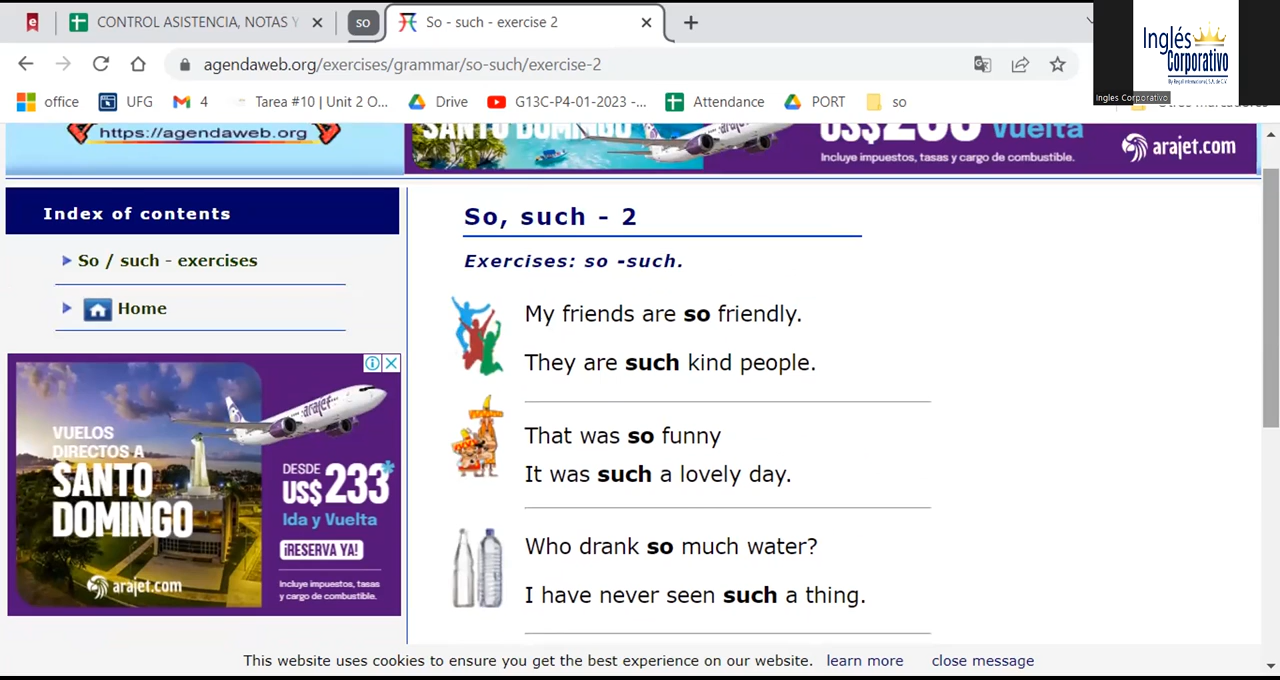 CONTROL ASISTENCIA, NOTAS Y
so
So - such - exercise 2
agendaweb.org/exercises/grammar/so-such/exercise-2
office
UFG
4
Tarea #10 | Unit 2 O...
Drive
G13C-P4-01-2023 -...
Attendance
PORT
so
Inglés
Corporativo
Ingles Corporativo
https://agendaweb.org
SANTO DOMINGO
Vuelta
Incluye impuestos, tasas y cargo de combustible.
arajet.com
Index of contents
So / such - exercises
Home
So, such - 2
Exercises: so -such.
My friends are so friendly.
They are such kind people.
That was so funny
It was such a lovely day.
Who drank so much water?
I have never seen such a thing.
arajet
VUELOS
DIRECTOS A
SANTO
DOMINGO
DESDE
US$233*
Ida y Vuelta
¡RESERVA YA!
arajet.com
Incluye impuestos, tasas
y cargo de combustible.
This website uses cookies to ensure you get the best experience on our website.
learn more
close message